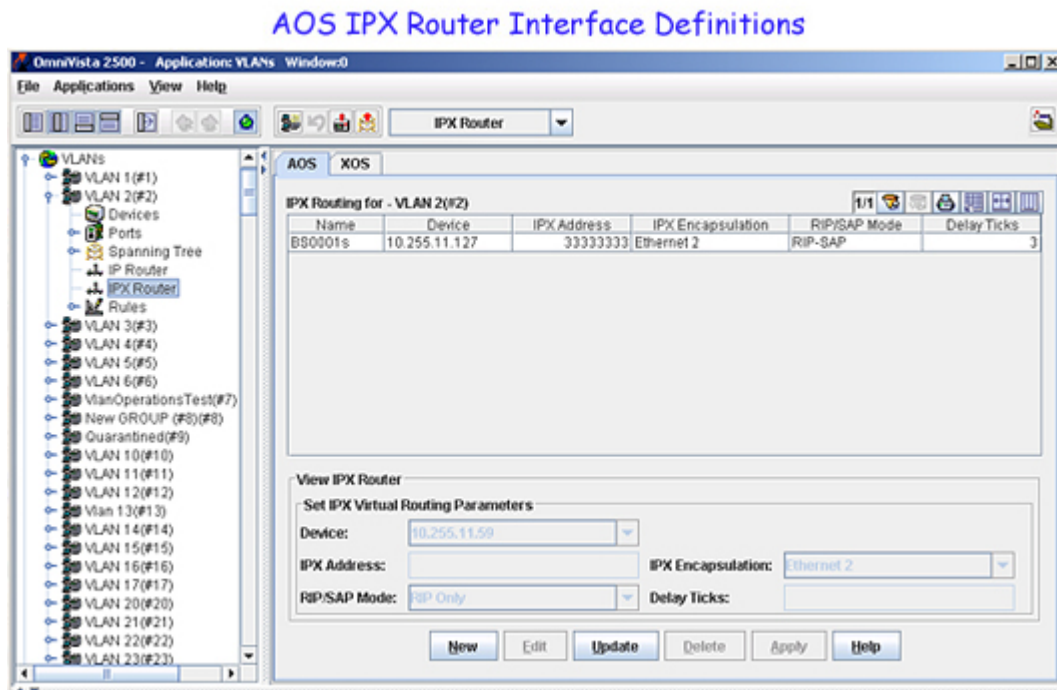 AOS IPX Router Interface Definitions
OmniVista 2500 - Application: VLANs Window:0
File Applications View Help
IPX Router
VLANs
VLAN 1(#1)
VLAN 2(#2)
Devices
Ports
Spanning Tree
IP Router
IPX Router
Rules
VLAN 3(#3)
VLAN 4(#4)
VLAN 5(#5)
VLAN 6(#6)
VlanOperationsTest(#7)
New GROUP (#8)(#8)
Quarantined(#9)
VLAN 10(#10)
VLAN 11(#11)
VLAN 12(#12)
Vlan 13(#13)
VLAN 14(#14)
VLAN 15(#15)
VLAN 16(#16)
VLAN 17(#17)
VLAN 20(#20)
VLAN 21(#21)
VLAN 22(#22)
VLAN 23(#23)
AOS XOS
IPX Routing for - VLAN 2(#2) 1/1
Name Device IPX Address IPX Encapsulation RIP/SAP Mode Delay Ticks
BS0001s 10.255.11.127 33333333 Ethernet 2 RIP-SAP 3
View IPX Router
Set IPX Virtual Routing Parameters
Device: 10.255.11.59
IPX Address: IPX Encapsulation: Ethernet 2
RIP/SAP Mode: RIP Only Delay Ticks:
New Edit Update Delete Apply Help